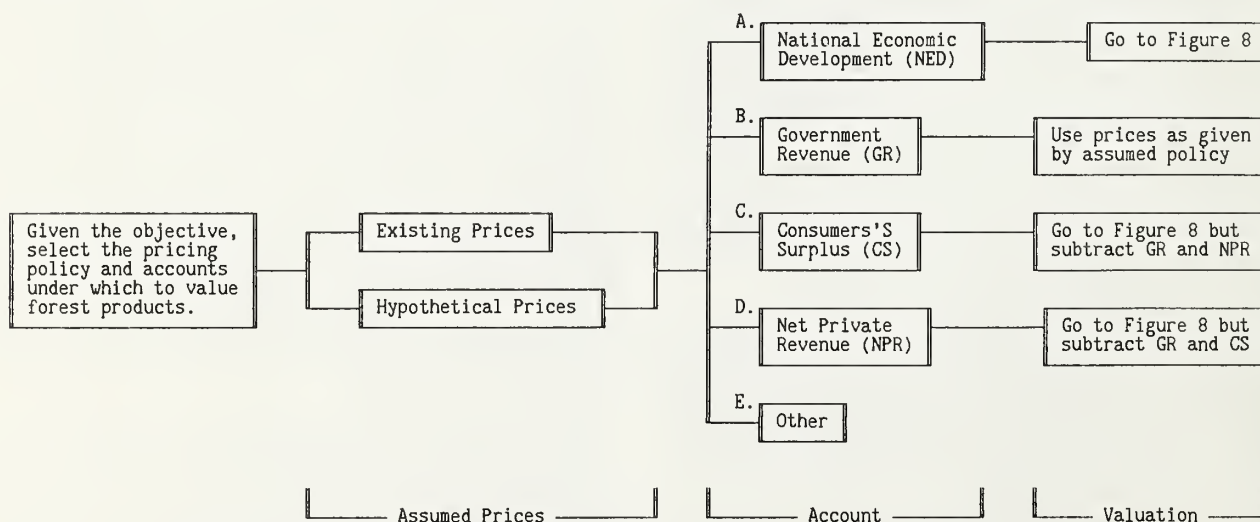 Given the objective,
select the pricing
policy and accounts
under which to value
forest products.
Existing Prices
Hypothetical Prices
A.
National Economic
Development (NED)
Go to Figure 8
B.
Government
Revenue (GR)
Use prices as given
by assumed policy
C.
Consumers'S
Surplus (CS)
Go to Figure 8 but
subtract GR and NPR
D.
Net Private
Revenue (NPR)
Go to Figure 8 but
subtract GR and CS
E.
Other
Assumed Prices
Account
Valuation